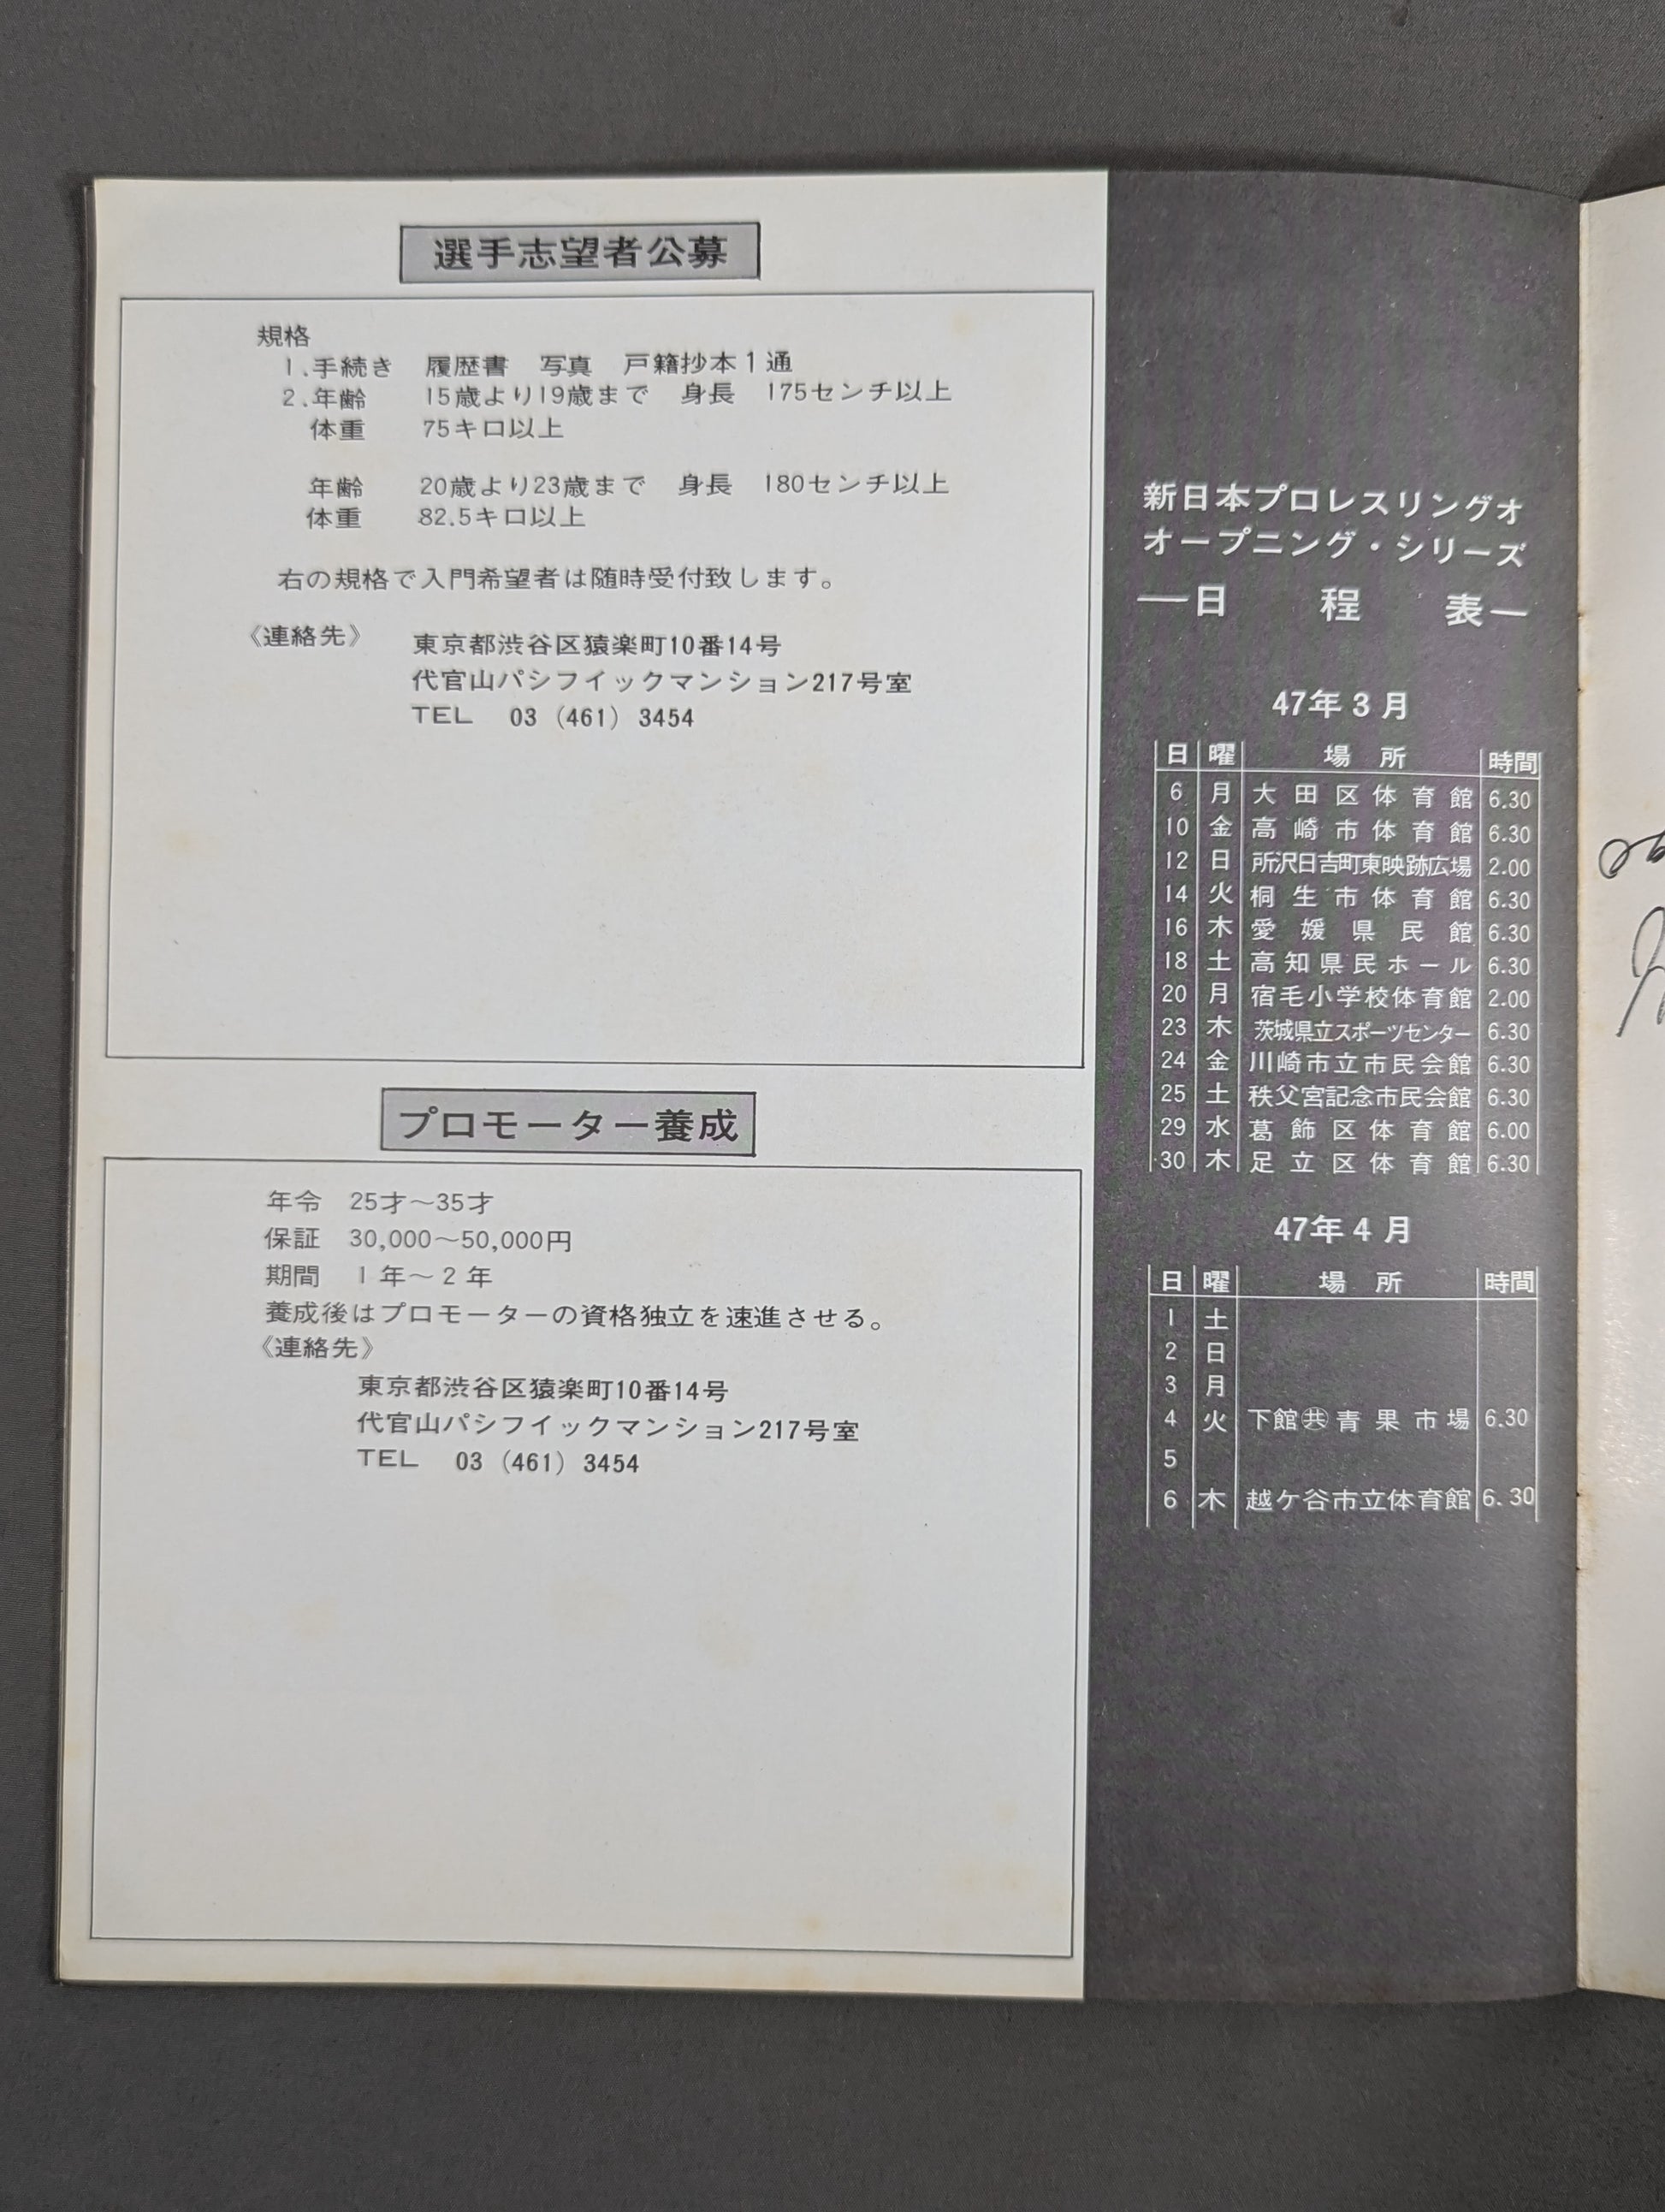 選手志望者公募
規格
1.手続き 履歴書 写真 戸籍抄本1通
2.年齢 15歳より19歳まで 身長 175センチ以上
体重 75キロ以上
年齢 20歳より23歳まで 身長 180センチ以上
体重 82.5キロ以上
右の規格で入門希望者は随時受付致します。
《連絡先》 東京都渋谷区猿楽町10番14号
代官山パシフイックマンション217号室
TEL 03 (461) 3454
プロモーター養成
年令 25才〜35才
保証 30,000〜50,000円
期間 1年〜2年
養成後はプロモーターの資格独立を速進させる。
《連絡先》
東京都渋谷区猿楽町10番14号
代官山パシフイックマンション217号室
TEL 03 (461) 3454
新日本プロレスリングオ
オープニング・シリーズ
—日程表—
47年3月
日 曜 場所 時間
6 月 大田区体育館 6.30
10 金 高崎市体育館 6.30
12 日 所沢日吉町東映跡広場 2.00
14 火 桐生市体育館 6.30
16 木 愛媛県民館 6.30
18 土 高知県民ホール 6.30
20 月 宿毛小学校体育館 2.00
23 木 茨城県立スポーツセンター 6.30
24 金 川崎市立市民会館 6.30
25 土 秩父宮記念市民会館 6.30
29 水 葛飾区体育館 6.00
30 木 足立区体育館 6.30
47年4月
日 曜 場所 時間
1 土
2 日
3 月
4 火 下館㊓青果市場 6.30
5
6 木 越ケ谷市立体育館 6.30